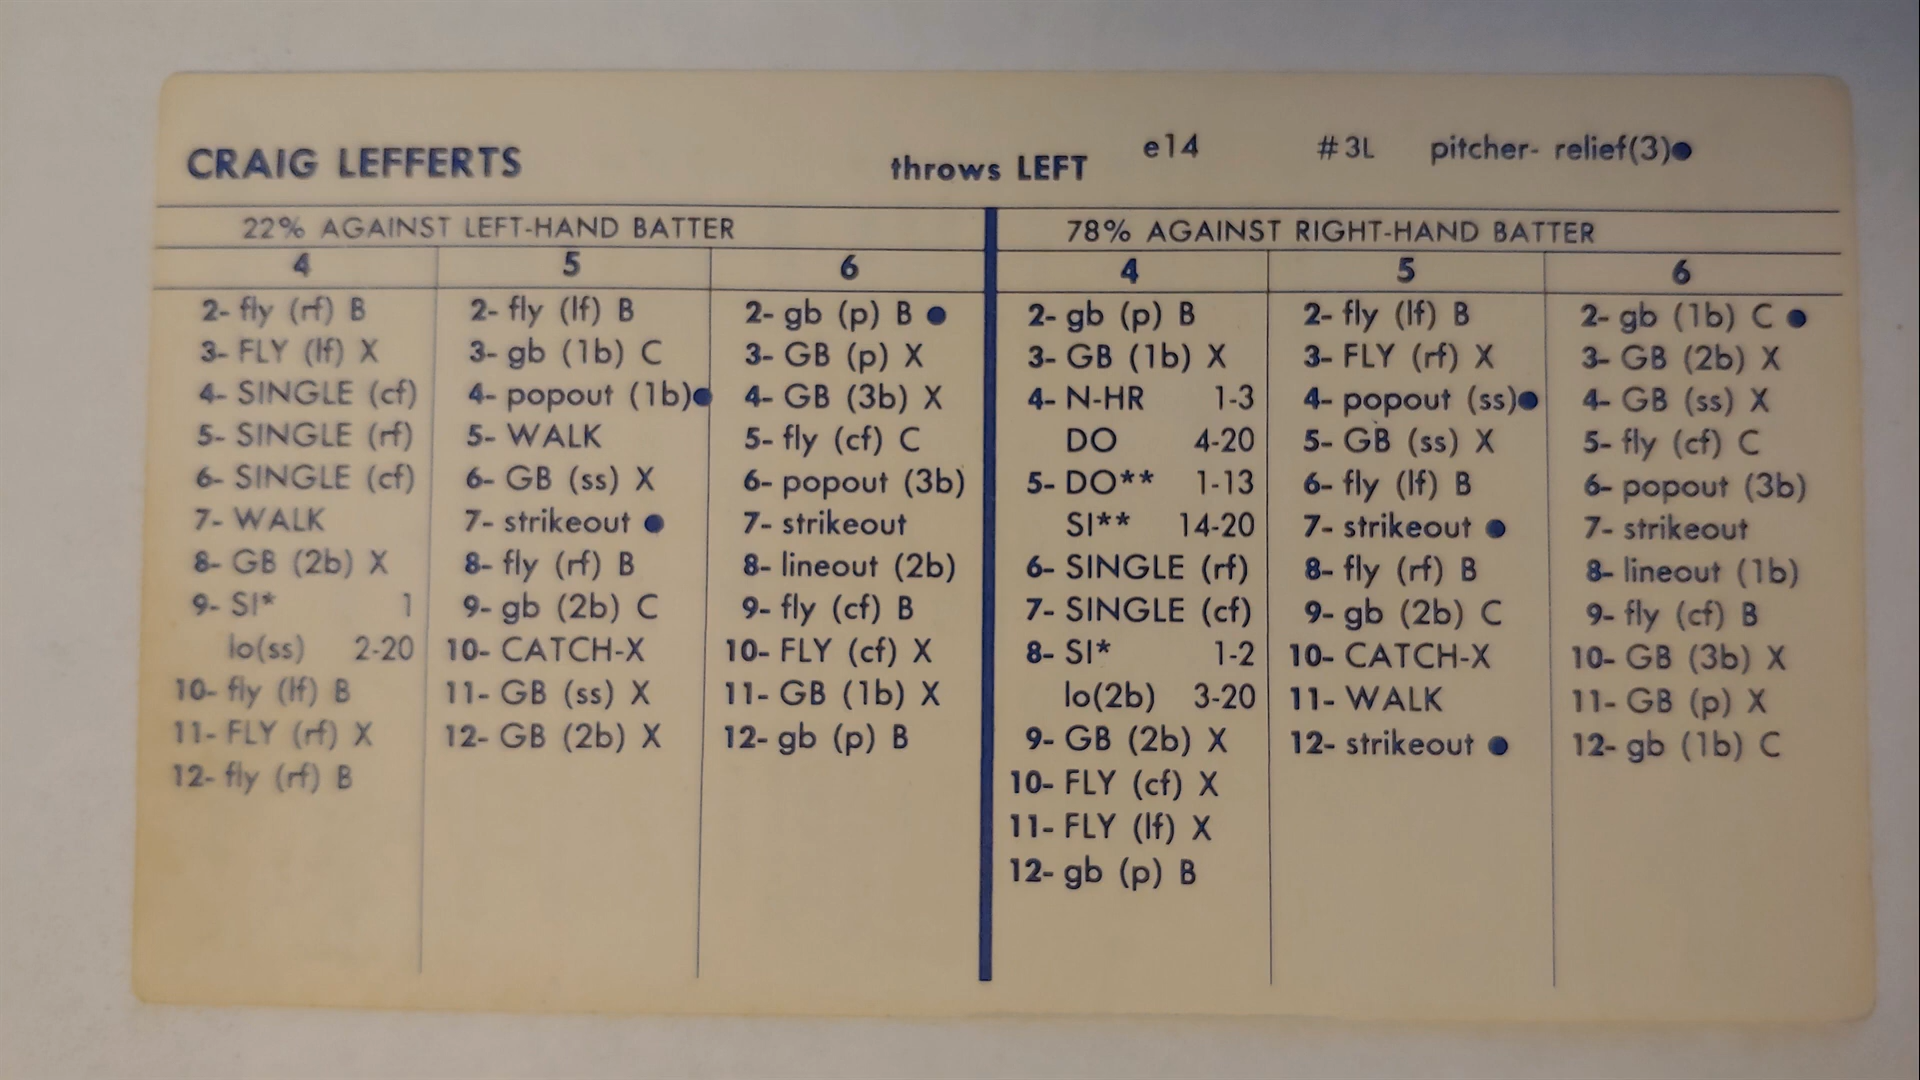 CRAIG LEFFERTS throws LEFT e14 #3L pitcher- relief(3)●
22% AGAINST LEFT-HAND BATTER
4
2- fly (rf) B
3- FLY (lf) X
4- SINGLE (cf)
5- SINGLE (rf)
6- SINGLE (cf)
7- WALK
8- GB (2b) X
9- SI* 1
lo(ss) 2-20
10- fly (lf) B
11- FLY (rf) X
12- fly (rf) B
5
2- fly (lf) B
3- gb (1b) C
4- popout (1b)●
5- WALK
6- GB (ss) X
7- strikeout ●
8- fly (rf) B
9- gb (2b) C
10- CATCH-X
11- GB (ss) X
12- GB (2b) X
6
2- gb (p) B ●
3- GB (p) X
4- GB (3b) X
5- fly (cf) C
6- popout (3b)
7- strikeout
8- lineout (2b)
9- fly (cf) B
10- FLY (cf) X
11- GB (1b) X
12- gb (p) B
78% AGAINST RIGHT-HAND BATTER
4
2- gb (p) B
3- GB (1b) X
4- N-HR 1-3
DO 4-20
5- DO** 1-13
SI** 14-20
6- SINGLE (rf)
7- SINGLE (cf)
8- SI* 1-2
lo(2b) 3-20
9- GB (2b) X
10- FLY (cf) X
11- FLY (lf) X
12- gb (p) B
5
2- fly (lf) B
3- FLY (rf) X
4- popout (ss)●
5- GB (ss) X
6- fly (lf) B
7- strikeout ●
8- fly (rf) B
9- gb (2b) C
10- CATCH-X
11- WALK
12- strikeout ●
6
2- gb (1b) C ●
3- GB (2b) X
4- GB (ss) X
5- fly (cf) C
6- popout (3b)
7- strikeout
8- lineout (1b)
9- fly (cf) B
10- GB (3b) X
11- GB (p) X
12- gb (1b) C